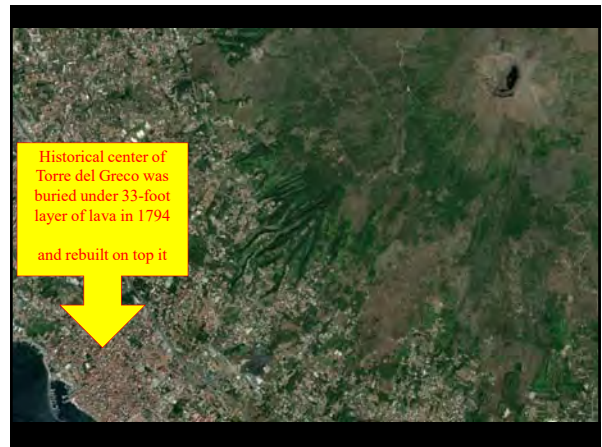 Historical center of
Torre del Greco was
buried under 33-foot
layer of lava in 1794
and rebuilt on top it